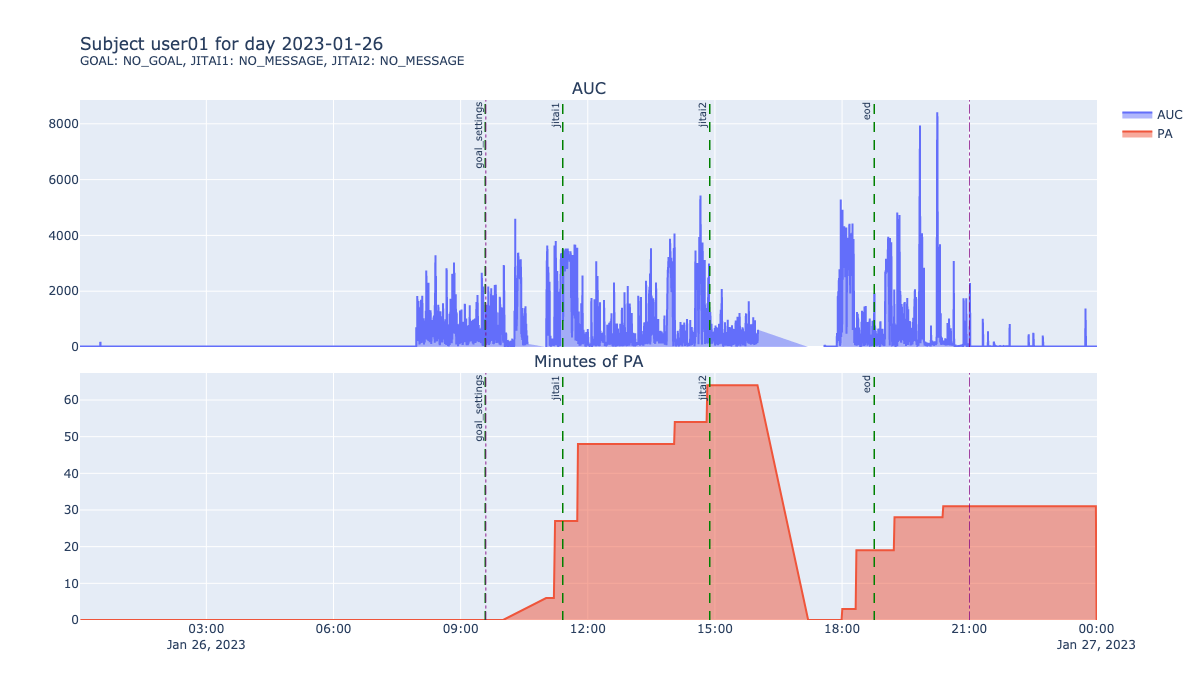 Subject user01 for day 2023-01-26
GOAL: NO_GOAL, JITAI1: NO_MESSAGE, JITAI2: NO_MESSAGE
AUC
goal_settings
jitai1
jitai2
eod
8000
6000
4000
2000
0
AUC
PA
Minutes of PA
goal_settings
jitai1
jitai2
eod
60
50
40
30
20
10
0
03:00 06:00 09:00 12:00 15:00 18:00 21:00 00:00
Jan 26, 2023 Jan 27, 2023